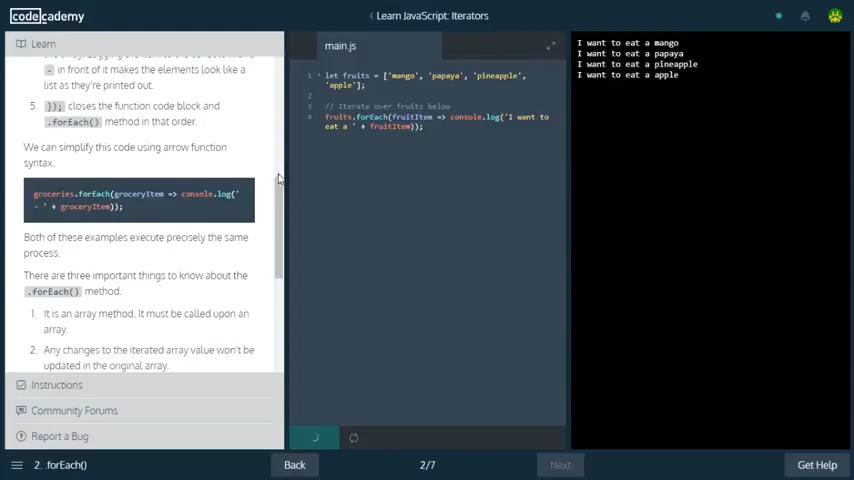 codecademy
Learn JavaScript: Iterators
Learn
- in front of it makes the elements look like a
list as they're printed out.
5. }); closes the function code block and
.forEach() method in that order.
We can simplify this code using arrow function
syntax.
groceries.forEach(groceryItem => console.log('
- ' + groceryItem));
Both of these examples execute precisely the same
process.
There are three important things to know about the
.forEach() method.
1. It is an array method. It must be called upon an
array.
2. Any changes to the iterated array value won't be
updated in the original array.
Instructions
Community Forums
Report a Bug
main.js
1 let fruits = ['mango', 'papaya', 'pineapple',
'apple'];
2
3 // Iterate over fruits below
4 fruits.forEach(fruitItem => console.log('I want to
eat a ' + fruitItem));
I want to eat a mango
I want to eat a papaya
I want to eat a pineapple
I want to eat a apple
2. .forEach()
Back
2/7
Next
Get Help